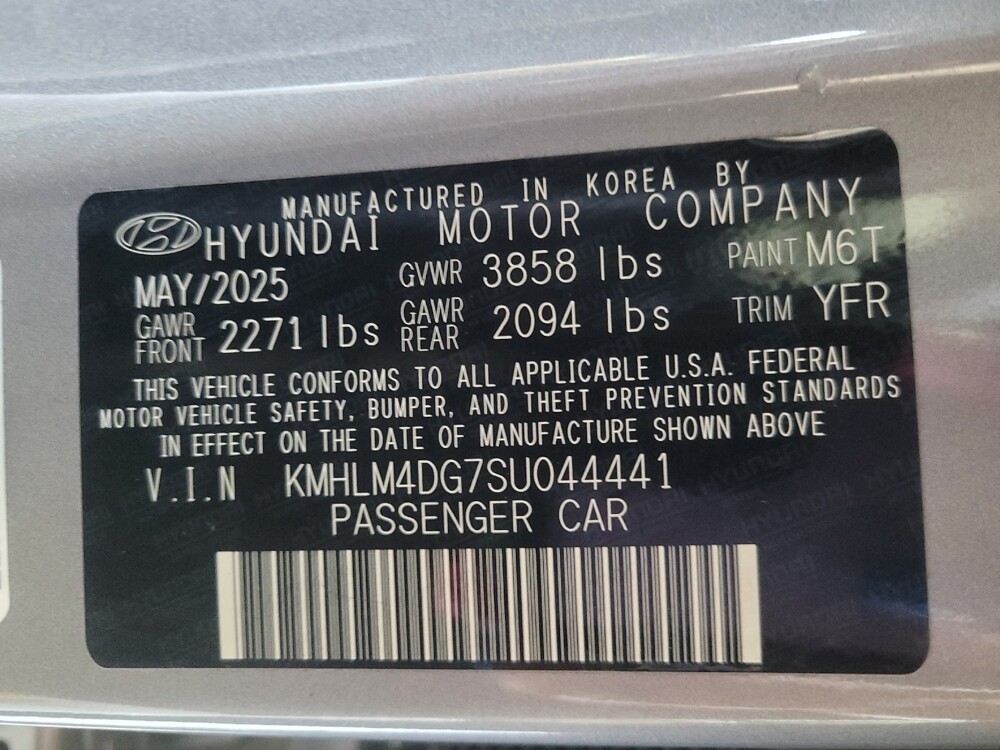 MANUFACTURED IN KOREA BY
HYUNDAI MOTOR COMPANY
MAY/2025 GVWR 3858 lbs PAINT M6T
GAWR FRONT 2271 lbs GAWR REAR 2094 lbs TRIM YFR
THIS VEHICLE CONFORMS TO ALL APPLICABLE U.S.A. FEDERAL
MOTOR VEHICLE SAFETY, BUMPER, AND THEFT PREVENTION STANDARDS
IN EFFECT ON THE DATE OF MANUFACTURE SHOWN ABOVE
V.I.N KMHLM4DG7SU044441
PASSENGER CAR